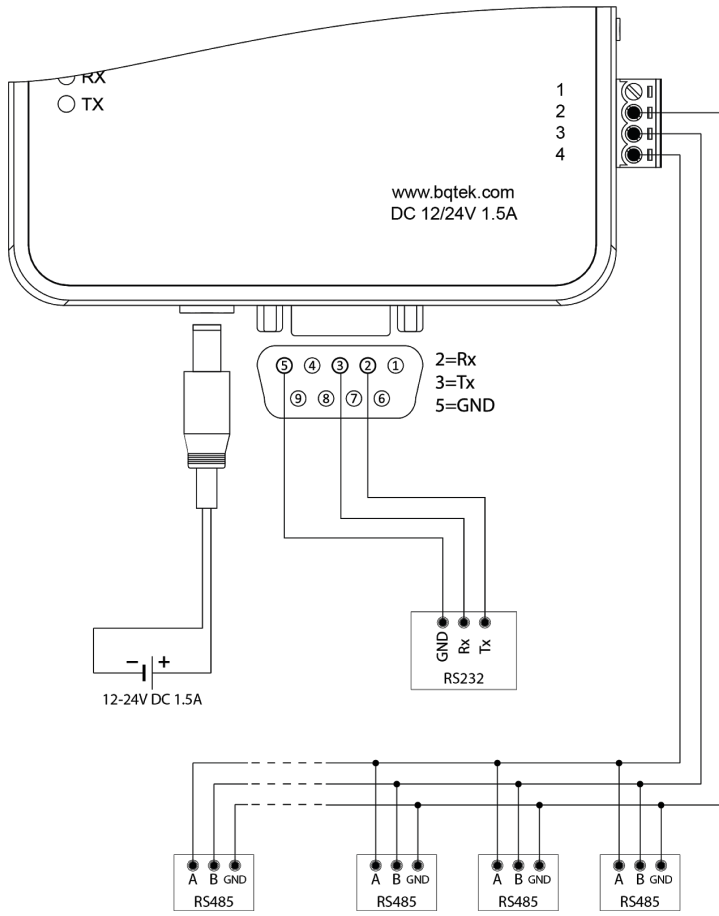 RX
TX
1
2
3
4
www.bqtek.com
DC 12/24V 1.5A
5 4 3 2 1
9 8 7 6
2=Rx
3=Tx
5=GND
GND Rx Tx
RS232
− +
12-24V DC 1.5A
A B GND A B GND A B GND A B GND
RS485 RS485 RS485 RS485